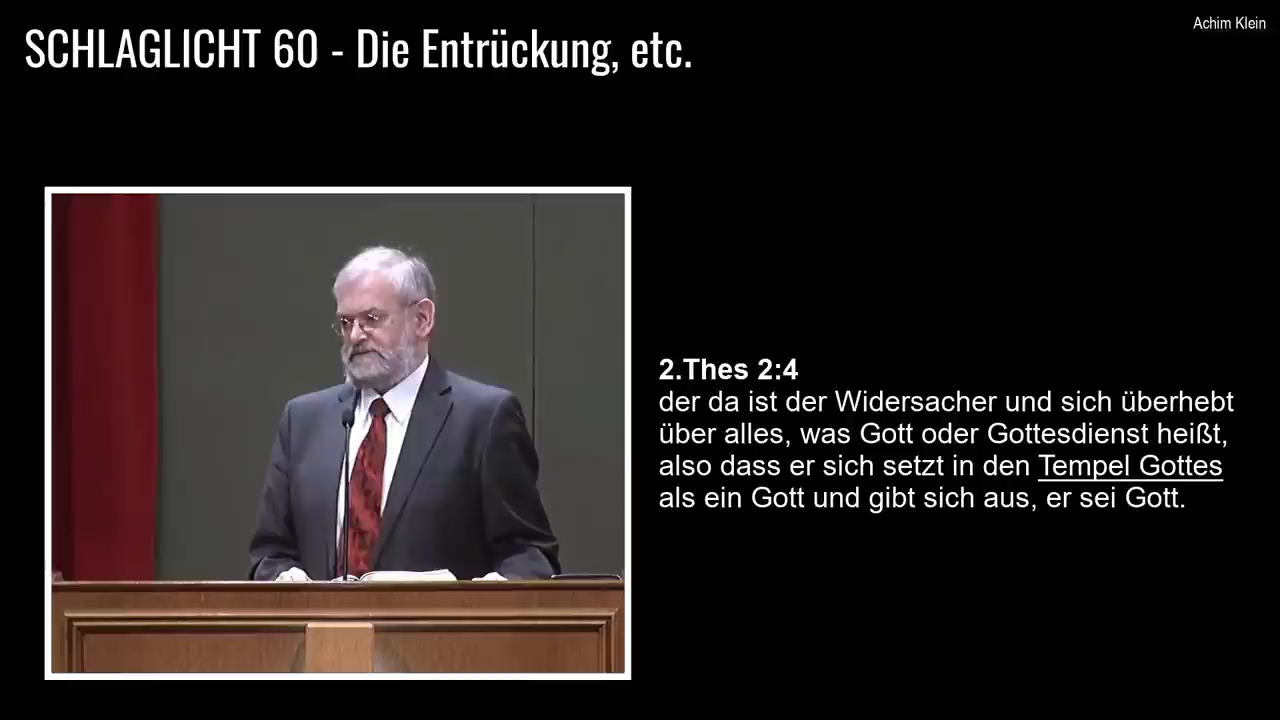 SCHLAGLICHT 60 - Die Entrückung, etc.
Achim Klein
2.Thes 2:4
der da ist der Widersacher und sich überhebt
über alles, was Gott oder Gottesdienst heißt,
also dass er sich setzt in den Tempel Gottes
als ein Gott und gibt sich aus, er sei Gott.